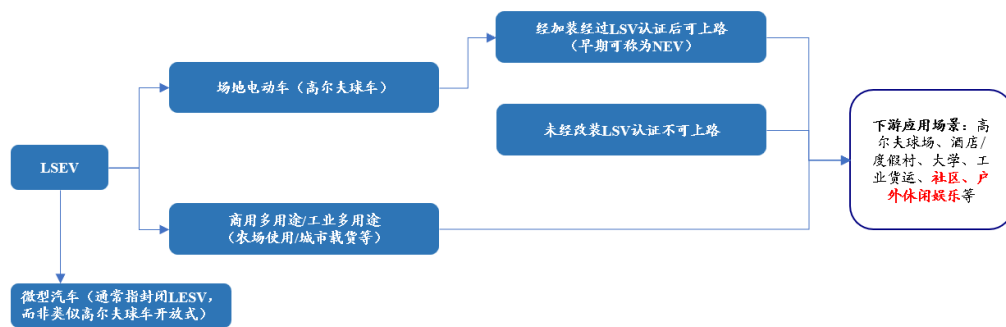 经加装经过LSV认证后可上路
（早期可称为NEV）
场地电动车（高尔夫球车）
未经改装LSV认证不可上路
下游应用场景：高
尔夫球场、酒店/
度假村、大学、工
业货运、社区、户
外休闲娱乐等
LSEV
商用多用途/工业多用途
（农场使用/城市载货等）
微型汽车（通常指封闭LESV，
而非类似高尔夫球车开放式）